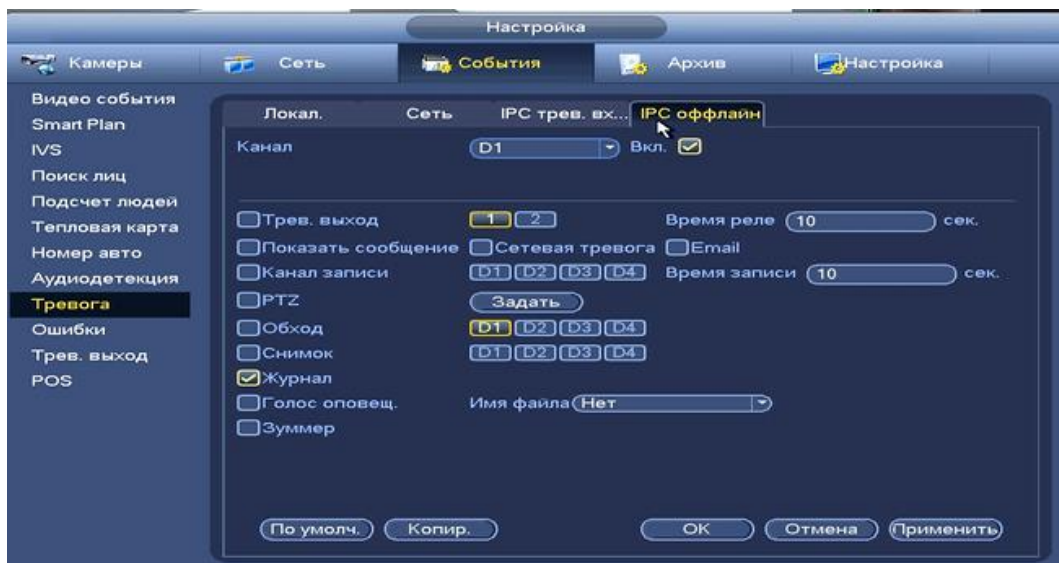 Настройка
Камеры Сеть События Архив Настройка
Видео события
Smart Plan
IVS
Поиск лиц
Подсчет людей
Тепловая карта
Номер авто
Аудиодетекция
Тревога
Ошибки
Трев. выход
POS
Локал. Сеть IPC трев. вх... IPC оффлайн
Канал D1 Вкл.
Трев. выход 1 2 Время реле 10 сек.
Показать сообщение Сетевая тревога Email
Канал записи D1 D2 D3 D4 Время записи 10 сек.
PTZ Задать
Обход D1 D2 D3 D4
Снимок D1 D2 D3 D4
Журнал
Голос оповещ. Имя файла Нет
Зуммер
По умолч. Копир. OK Отмена Применить